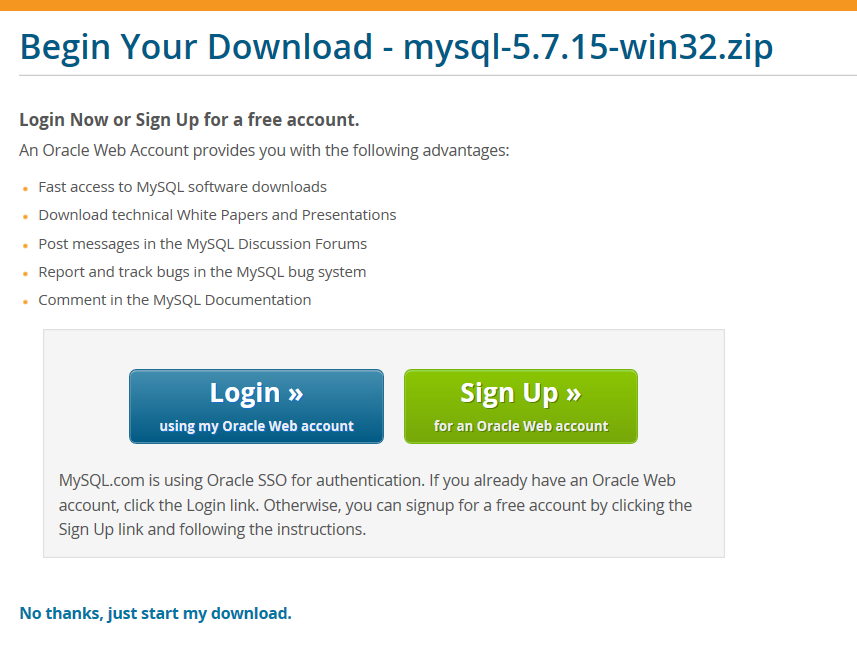 Begin Your Download - mysql-5.7.15-win32.zip
Login Now or Sign Up for a free account.
An Oracle Web Account provides you with the following advantages:
Fast access to MySQL software downloads
Download technical White Papers and Presentations
Post messages in the MySQL Discussion Forums
Report and track bugs in the MySQL bug system
Comment in the MySQL Documentation
Login »
using my Oracle Web account
Sign Up »
for an Oracle Web account
MySQL.com is using Oracle SSO for authentication. If you already have an Oracle Web
account, click the Login link. Otherwise, you can signup for a free account by clicking the
Sign Up link and following the instructions.
No thanks, just start my download.